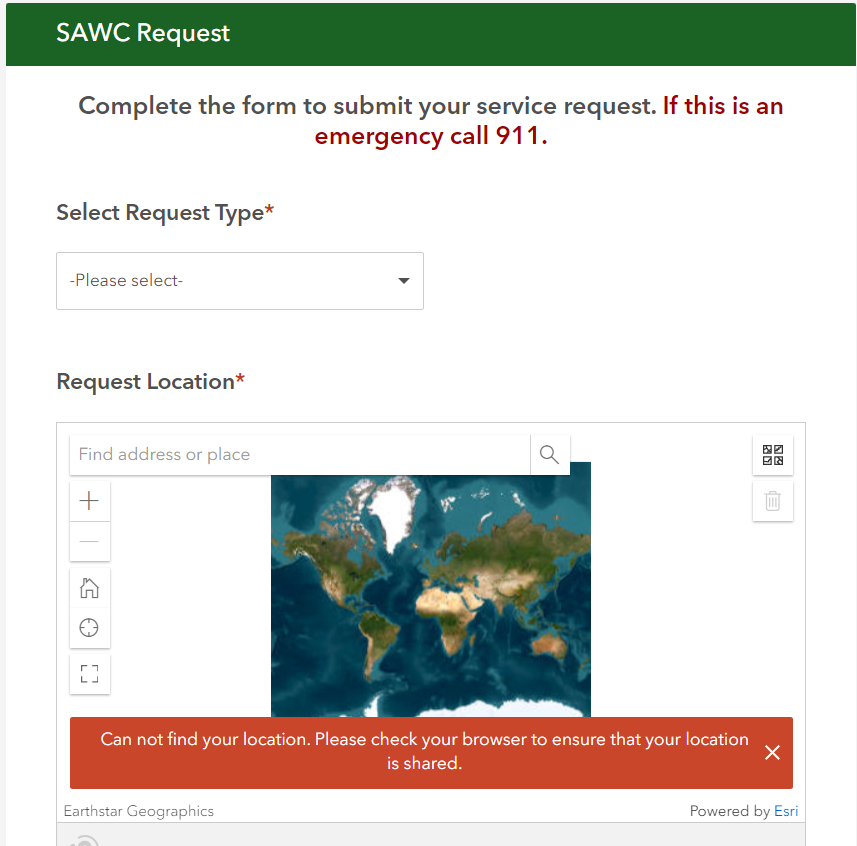 SAWC Request
Complete the form to submit your service request. If this is an
emergency call 911.
Select Request Type*
-Please select-
Request Location*
Find address or place
Can not find your location. Please check your browser to ensure that your location
is shared.
Earthstar Geographics
Powered by Esri